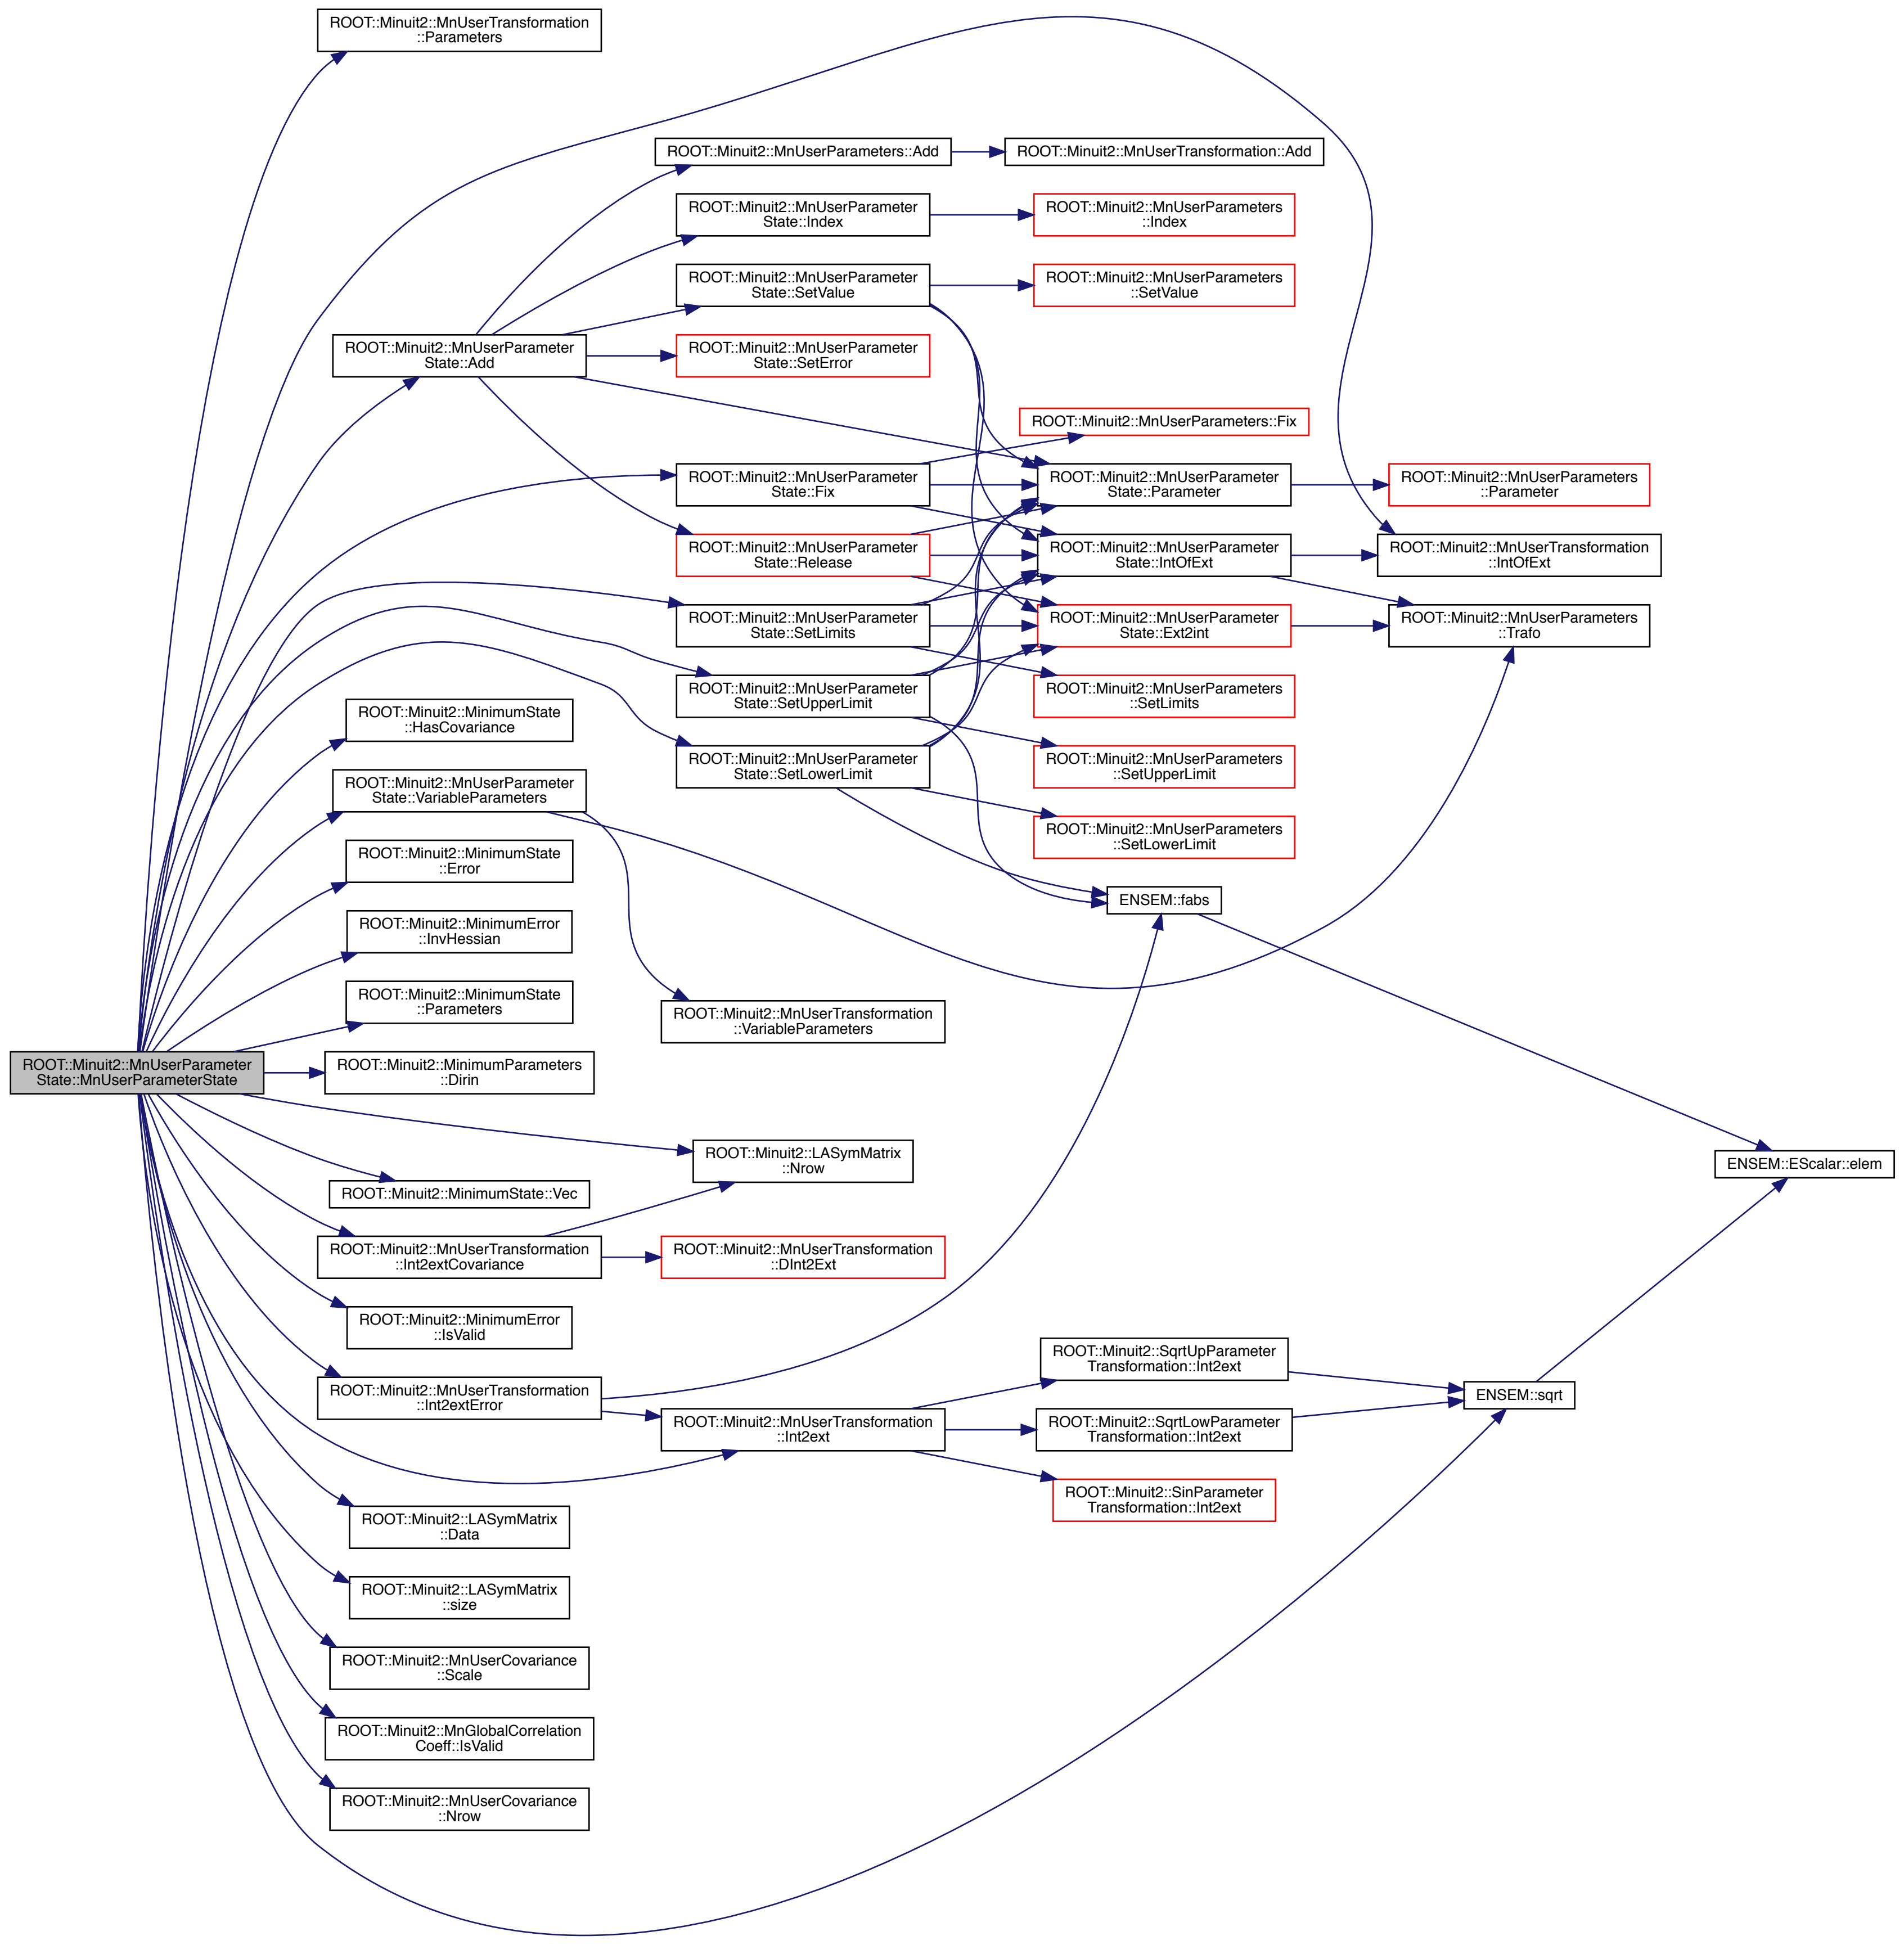 ROOT::Minuit2::MnUserTransformation
::Parameters
ROOT::Minuit2::MnUserParameters::Add
ROOT::Minuit2::MnUserTransformation::Add
ROOT::Minuit2::MnUserParameter
State::Index
ROOT::Minuit2::MnUserParameters
::Index
ROOT::Minuit2::MnUserParameter
State::SetValue
ROOT::Minuit2::MnUserParameters
::SetValue
ROOT::Minuit2::MnUserParameter
State::Add
ROOT::Minuit2::MnUserParameter
State::SetError
ROOT::Minuit2::MnUserParameters::Fix
ROOT::Minuit2::MnUserParameter
State::Fix
ROOT::Minuit2::MnUserParameter
State::Parameter
ROOT::Minuit2::MnUserParameters
::Parameter
ROOT::Minuit2::MnUserParameter
State::Release
ROOT::Minuit2::MnUserParameter
State::IntOfExt
ROOT::Minuit2::MnUserTransformation
::IntOfExt
ROOT::Minuit2::MnUserParameter
State::SetLimits
ROOT::Minuit2::MnUserParameter
State::Ext2int
ROOT::Minuit2::MnUserParameters
::Trafo
ROOT::Minuit2::MnUserParameter
State::SetUpperLimit
ROOT::Minuit2::MnUserParameters
::SetLimits
ROOT::Minuit2::MinimumState
::HasCovariance
ROOT::Minuit2::MnUserParameter
State::SetLowerLimit
ROOT::Minuit2::MnUserParameters
::SetUpperLimit
ROOT::Minuit2::MnUserParameter
State::VariableParameters
ROOT::Minuit2::MnUserParameters
::SetLowerLimit
ROOT::Minuit2::MinimumState
::Error
ENSEM::fabs
ROOT::Minuit2::MinimumError
::InvHessian
ROOT::Minuit2::MinimumState
::Parameters
ROOT::Minuit2::MnUserTransformation
::VariableParameters
ROOT::Minuit2::MnUserParameter
State::MnUserParameterState
ROOT::Minuit2::MinimumParameters
::Dirin
ROOT::Minuit2::LASymMatrix
::Nrow
ENSEM::EScalar::elem
ROOT::Minuit2::MinimumState::Vec
ROOT::Minuit2::MnUserTransformation
::Int2extCovariance
ROOT::Minuit2::MnUserTransformation
::DInt2Ext
ROOT::Minuit2::MinimumError
::IsValid
ROOT::Minuit2::SqrtUpParameter
Transformation::Int2ext
ROOT::Minuit2::MnUserTransformation
::Int2extError
ENSEM::sqrt
ROOT::Minuit2::MnUserTransformation
::Int2ext
ROOT::Minuit2::SqrtLowParameter
Transformation::Int2ext
ROOT::Minuit2::SinParameter
Transformation::Int2ext
ROOT::Minuit2::LASymMatrix
::Data
ROOT::Minuit2::LASymMatrix
::size
ROOT::Minuit2::MnUserCovariance
::Scale
ROOT::Minuit2::MnGlobalCorrelation
Coeff::IsValid
ROOT::Minuit2::MnUserCovariance
::Nrow